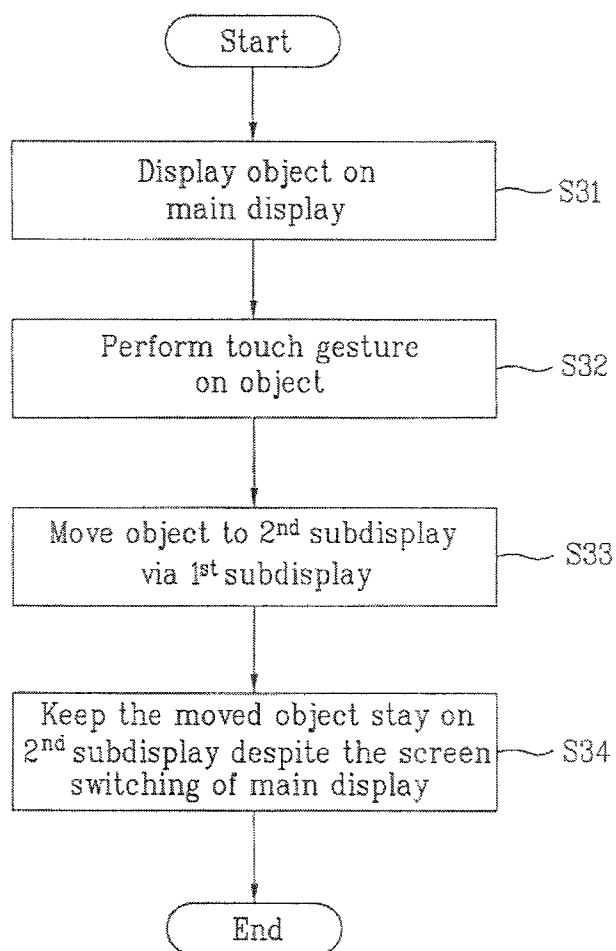 Start
Display object on
main display
S31
Perform touch gesture
on object
S32
Move object to 2nd subdisplay
via 1st subdisplay
S33
Keep the moved object stay on
2nd subdisplay despite the screen
switching of main display
S34
End